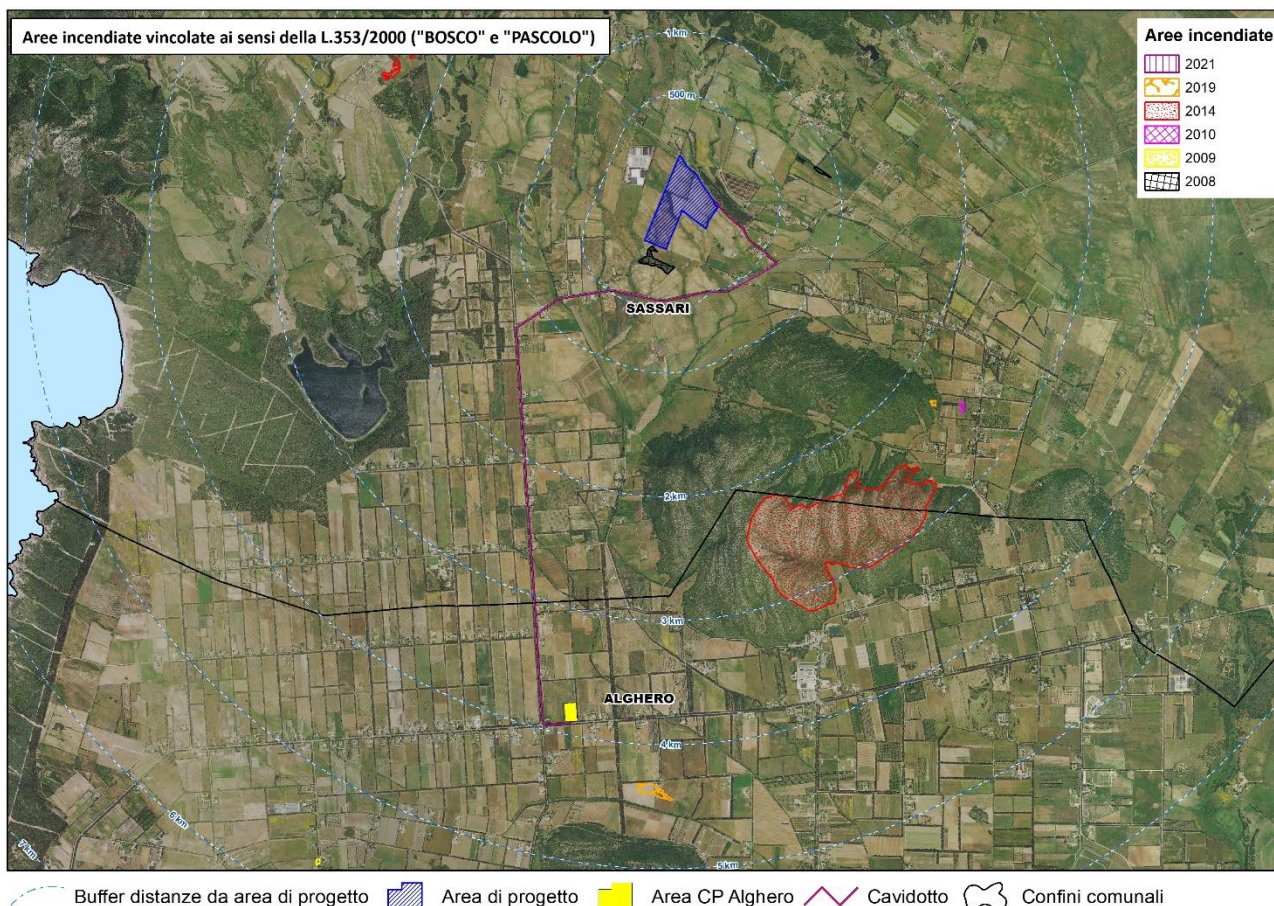 Aree incendiate vincolate ai sensi della L.353/2000 ("BOSCO" e "PASCOLO")
Aree incendiate
2021
2019
2014
2010
2009
2008
1 km
500 m
SASSARI
2 km
3 km
ALGHERO
4 km
6 km
7 km
5 km
Buffer distanze da area di progetto
Area di progetto
Area CP Alghero
Cavidotto
Confini comunali